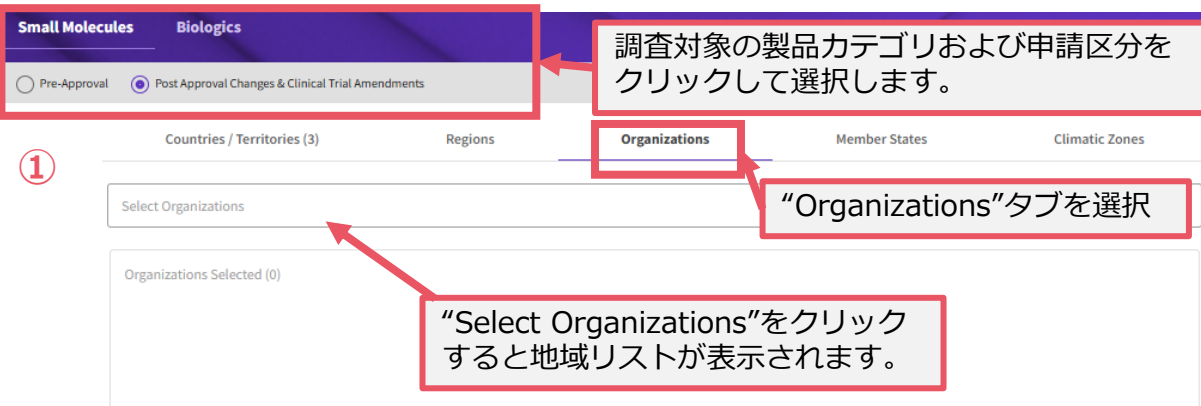 Small Molecules Biologics
調査対象の製品カテゴリおよび申請区分を
クリックして選択します。
Pre-Approval Post Approval Changes & Clinical Trial Amendments
Countries / Territories (3) Regions Organizations Member States Climatic Zones
①
Select Organizations
“Organizations”タブを選択
Organizations Selected (0)
“Select Organizations”をクリック
すると地域リストが表示されます。